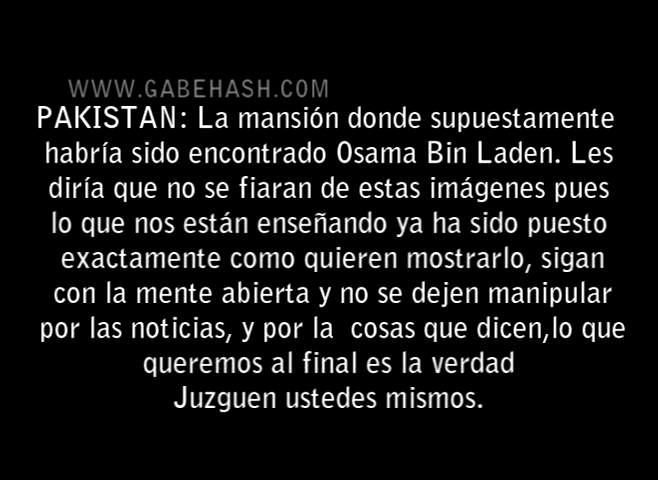 WWW.GABEHASH.COM
PAKISTAN: La mansión donde supuestamente
habría sido encontrado Osama Bin Laden. Les
diría que no se fiaran de estas imágenes pues
lo que nos están enseñando ya ha sido puesto
exactamente como quieren mostrarlo, sigan
con la mente abierta y no se dejen manipular
por las noticias, y por la  cosas que dicen,lo que
queremos al final es la verdad
Juzguen ustedes mismos.